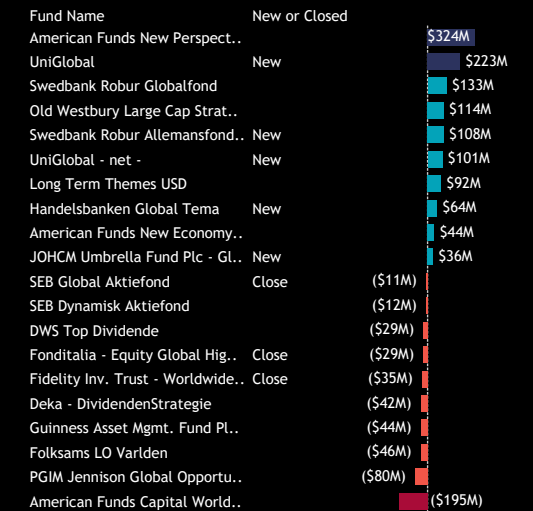 Fund Name New or Closed
American Funds New Perspect.. $324M
UniGlobal New $223M
Swedbank Robur Globalfond $133M
Old Westbury Large Cap Strat.. $114M
Swedbank Robur Allemansfond.. New $108M
UniGlobal - net - New $101M
Long Term Themes USD $92M
Handelsbanken Global Tema New $64M
American Funds New Economy.. $44M
JOHCM Umbrella Fund Plc - Gl.. New $36M
SEB Global Aktiefond Close ($11M)
SEB Dynamisk Aktiefond ($12M)
DWS Top Dividende ($29M)
Fonditalia - Equity Global Hig.. Close ($29M)
Fidelity Inv. Trust - Worldwide.. Close ($35M)
Deka - DividendenStrategie ($42M)
Guinness Asset Mgmt. Fund Pl.. ($44M)
Folksams LO Varlden ($46M)
PGIM Jennison Global Opportu.. ($80M)
American Funds Capital World.. ($195M)